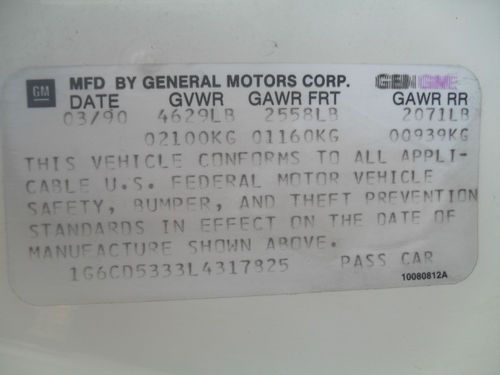 GM MFD BY GENERAL MOTORS CORP. GENUINE
DATE GVWR GAWR FRT GAWR RR
03/90 4629LB 2558LB 2071LB
02100KG 01160KG 00939KG
THIS VEHICLE CONFORMS TO ALL APPLI-
CABLE U.S. FEDERAL MOTOR VEHICLE
SAFETY, BUMPER, AND THEFT PREVENTION
STANDARDS IN EFFECT ON THE DATE OF
MANUFACTURE SHOWN ABOVE.
1G6CD5333L4317825 PASS CAR
10080812A